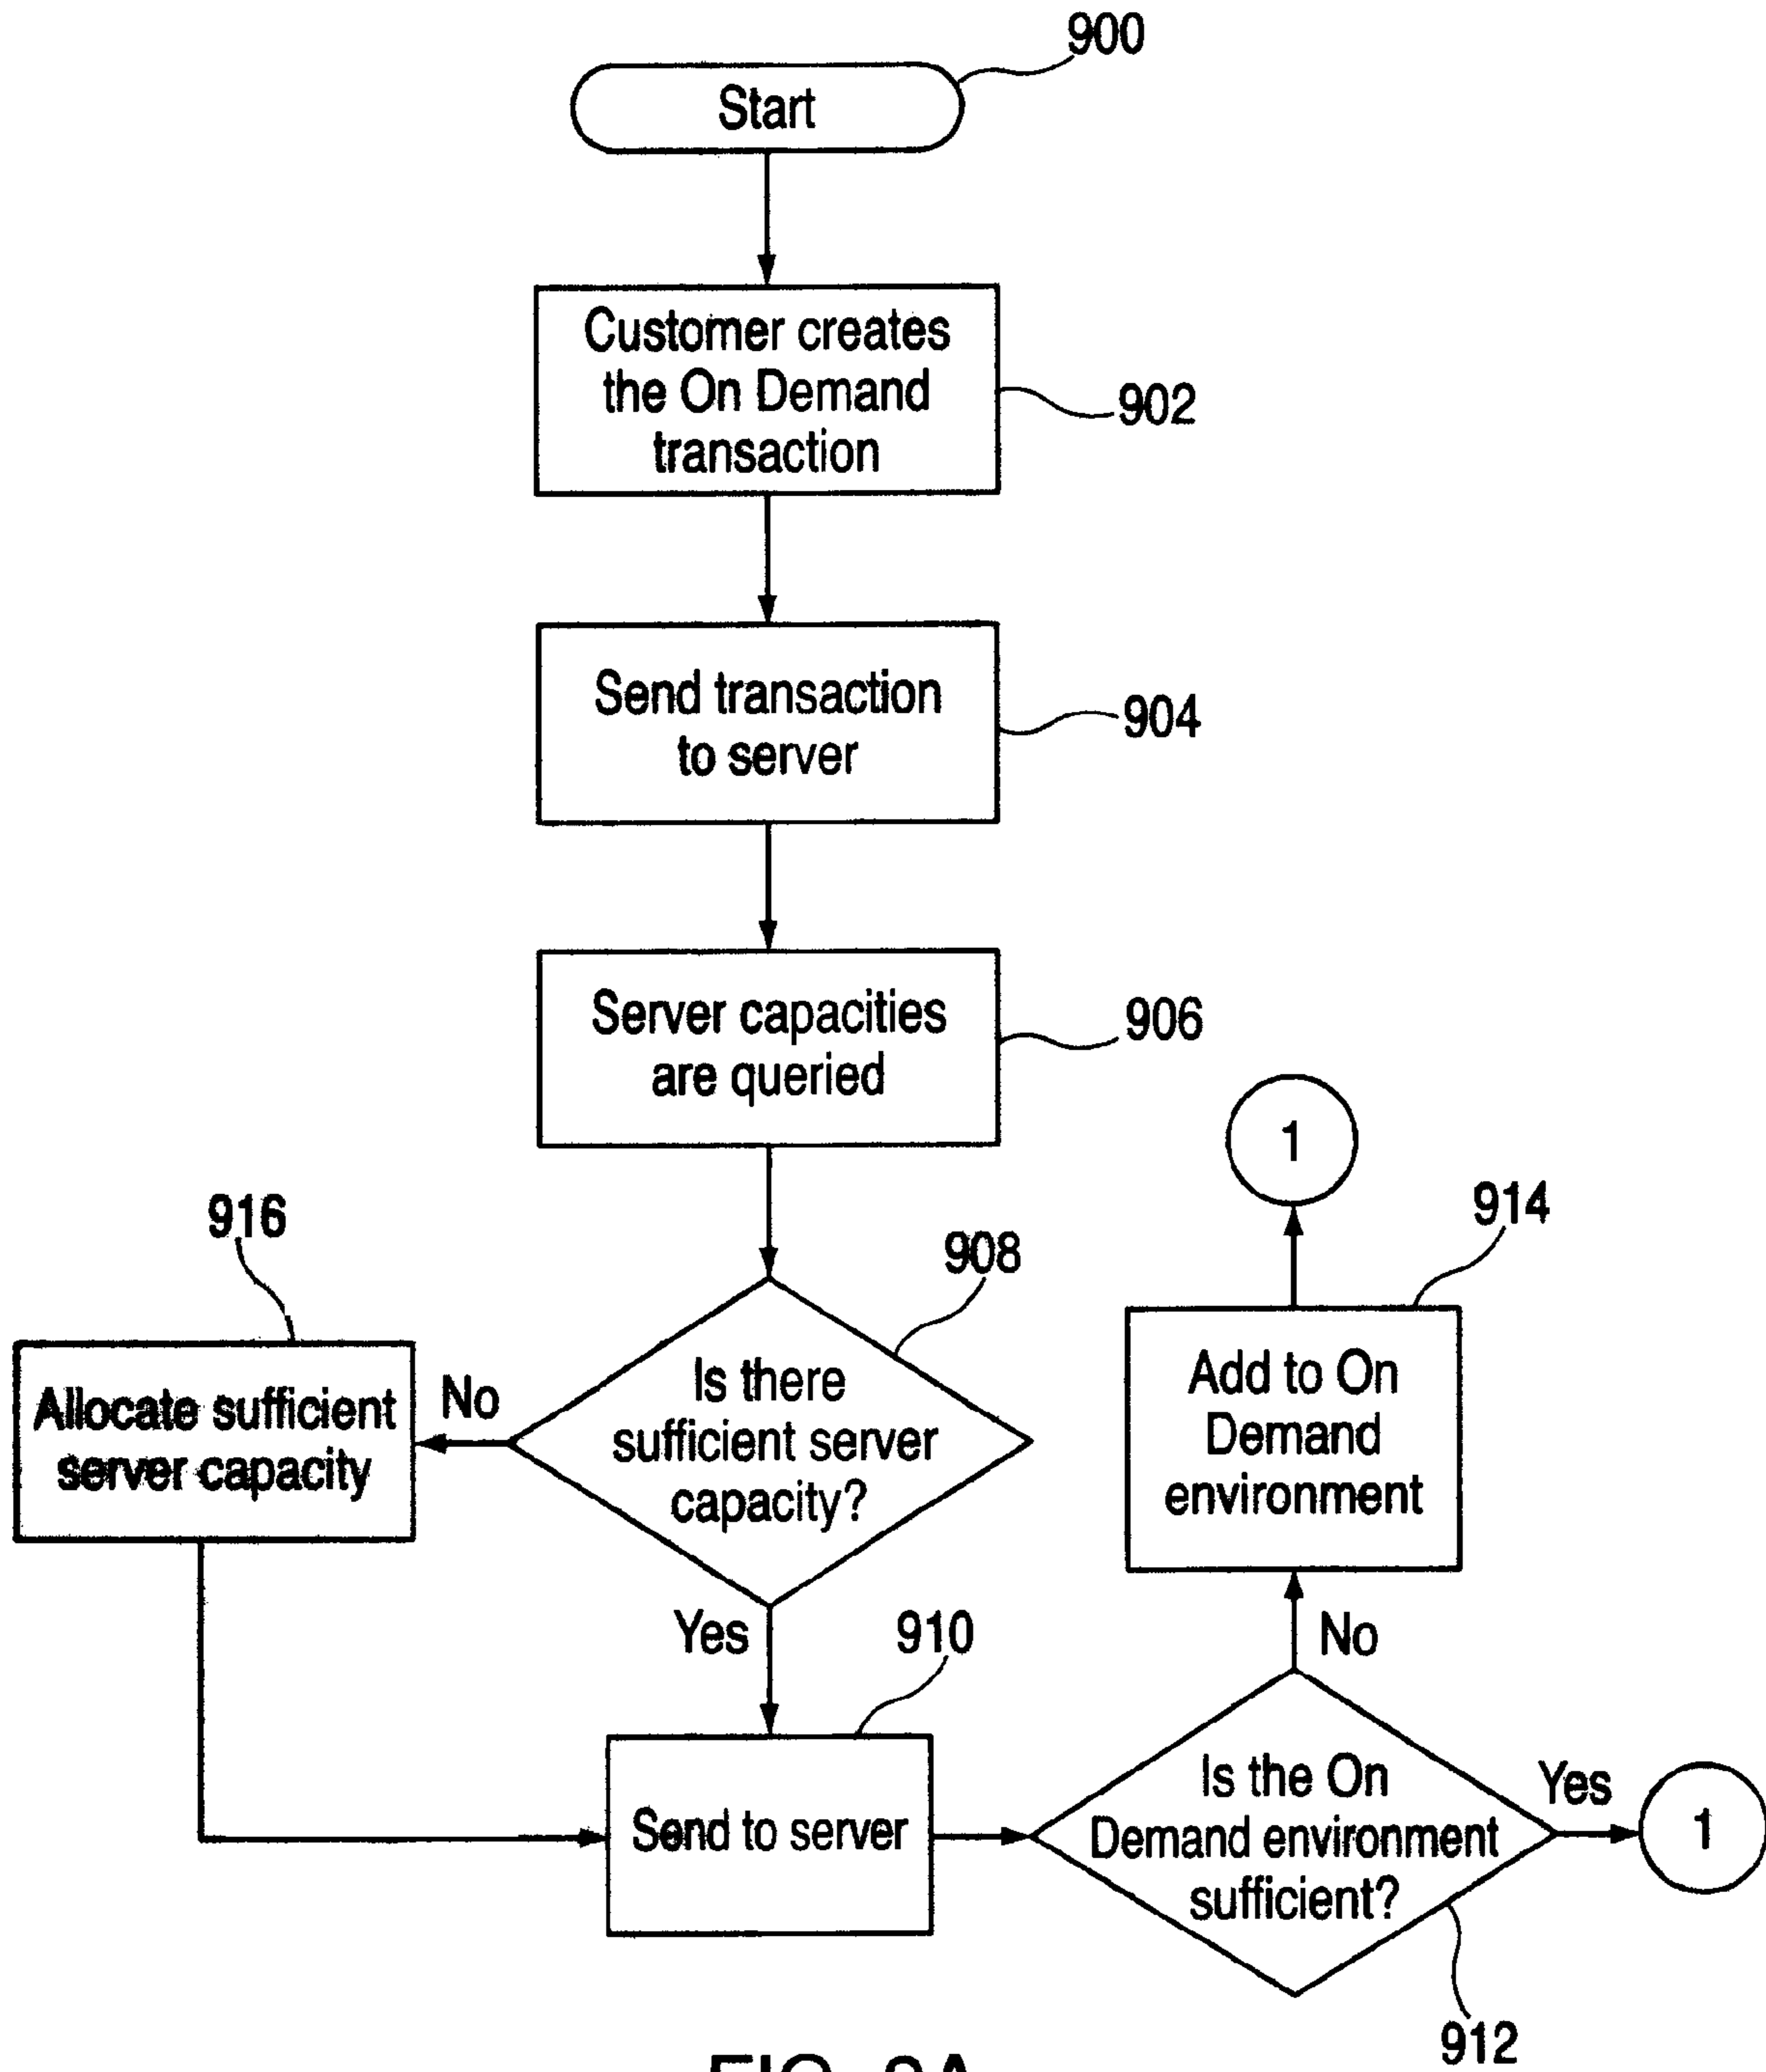 900
Start
Customer creates
the On Demand
transaction
902
Send transaction
to server
904
Server capacities
are queried
906
1
914
916
908
Allocate sufficient
server capacity
No
Is there
sufficient server
capacity?
Add to On
Demand
environment
Yes
910
No
Send to server
Is the On
Demand environment
sufficient?
Yes
1
912